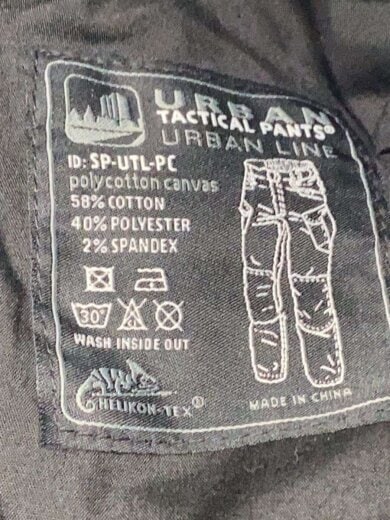 URBAN
TACTICAL PANTS®
URBAN LINE
ID: SP-UTL-PC
polycotton canvas
58% COTTON
40% POLYESTER
2% SPANDEX
30°
WASH INSIDE OUT
HELIKON-TEX®
MADE IN CHINA